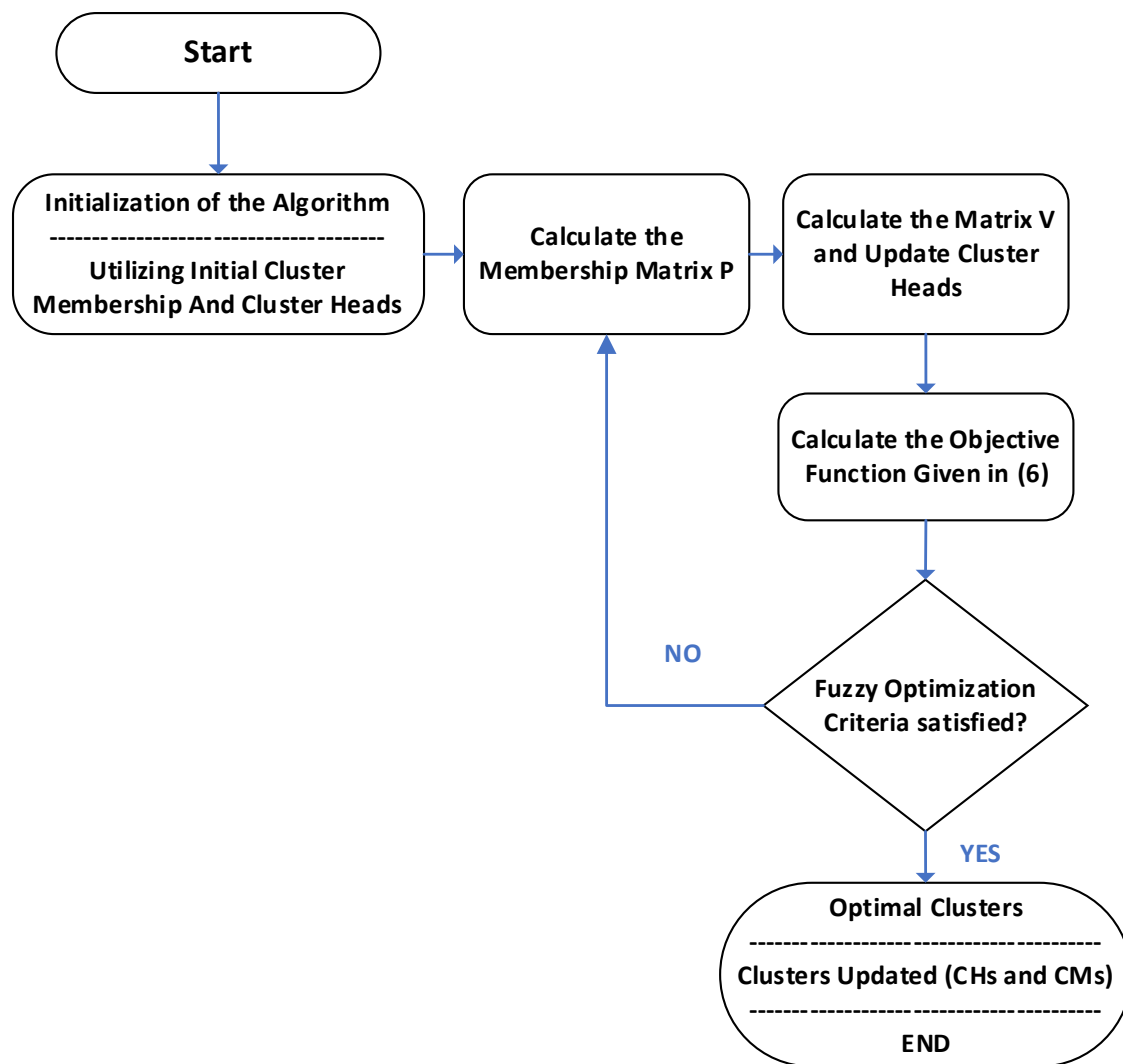 Start
Initialization of the Algorithm
----------------------------------------
Utilizing Initial Cluster
Membership And Cluster Heads
Calculate the
Membership Matrix P
Calculate the Matrix V
and Update Cluster
Heads
Calculate the Objective
Function Given in (6)
NO
Fuzzy Optimization
Criteria satisfied?
YES
Optimal Clusters
------------------------------------------
Clusters Updated (CHs and CMs)
------------------------------------------
END